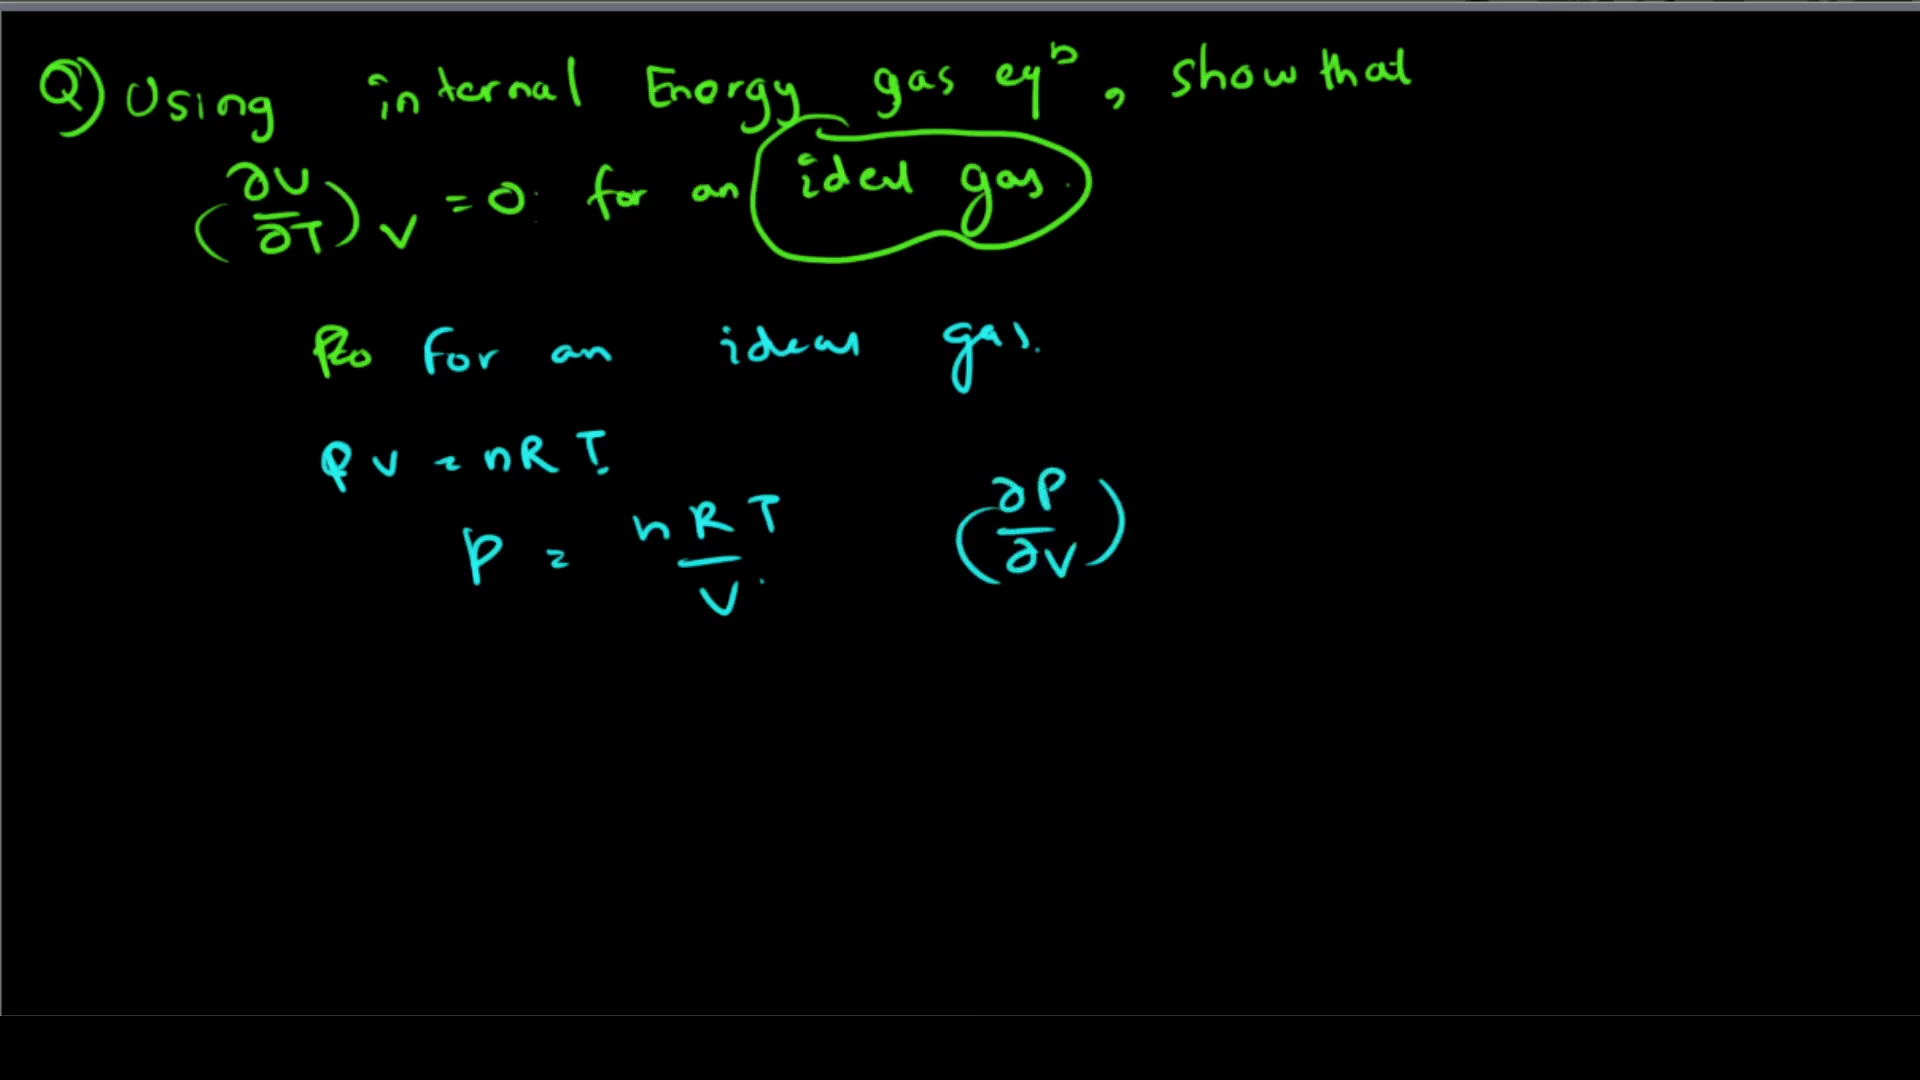 Q) Using internal Energy gas eqⁿ, show that
(∂U/∂T)V = 0 for an ideal gas.
for an ideal gas.
PV = nRT
P = nRT/V (∂P/∂V)